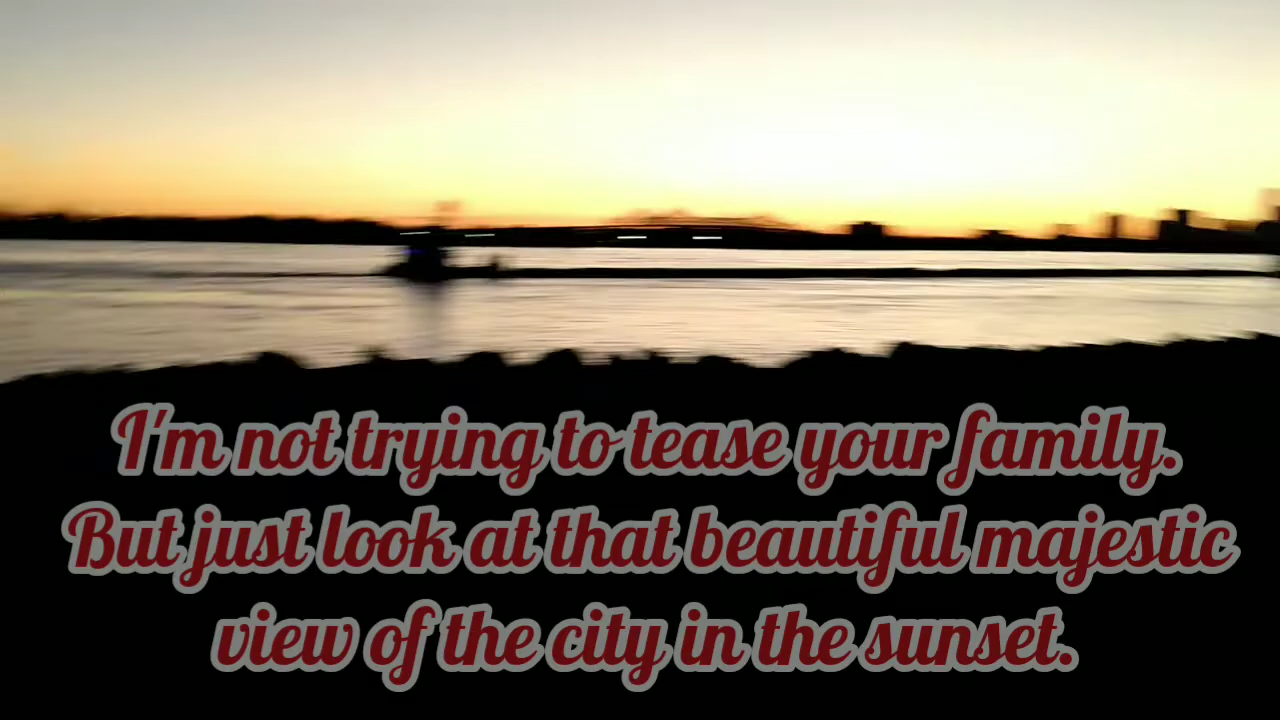 I'm not trying to tease your family.
But just look at that beautiful majestic
view of the city in the sunset.